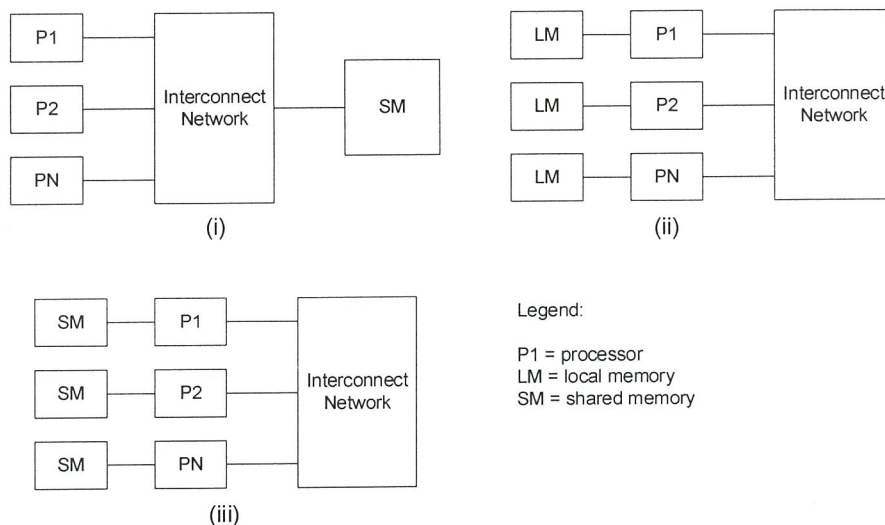 P1
P2
PN
Interconnect
Network
SM
(i)
LM
P1
LM
P2
LM
PN
Interconnect
Network
(ii)
SM
P1
SM
P2
SM
PN
Interconnect
Network
(iii)
Legend:
P1 = processor
LM = local memory
SM = shared memory